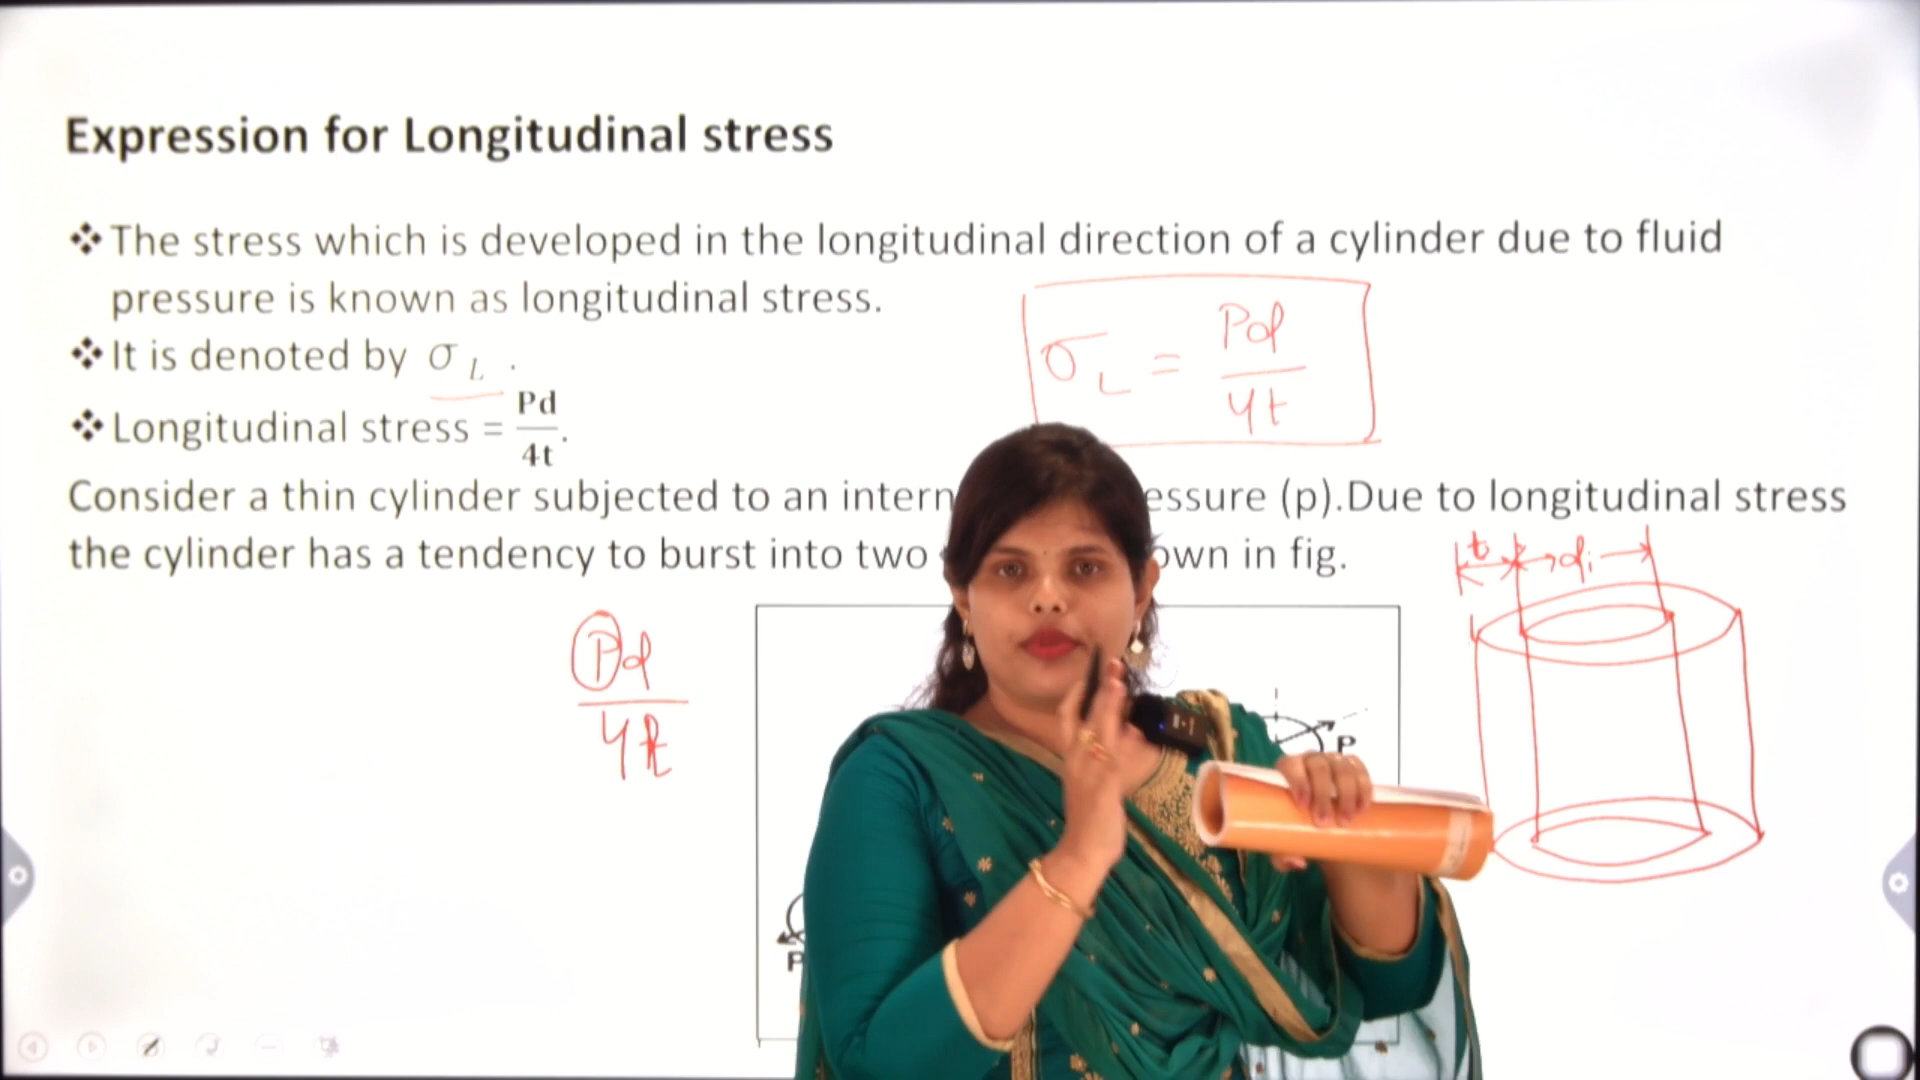 Expression for Longitudinal stress
❖ The stress which is developed in the longitudinal direction of a cylinder due to fluid
pressure is known as longitudinal stress.
❖ It is denoted by σ L .
❖ Longitudinal stress = Pd/4t.
σL = Pd/4t
Consider a thin cylinder subjected to an intern essure (p).Due to longitudinal stress
the cylinder has a tendency to burst into two own in fig.
t di
Pd
4t
P
P